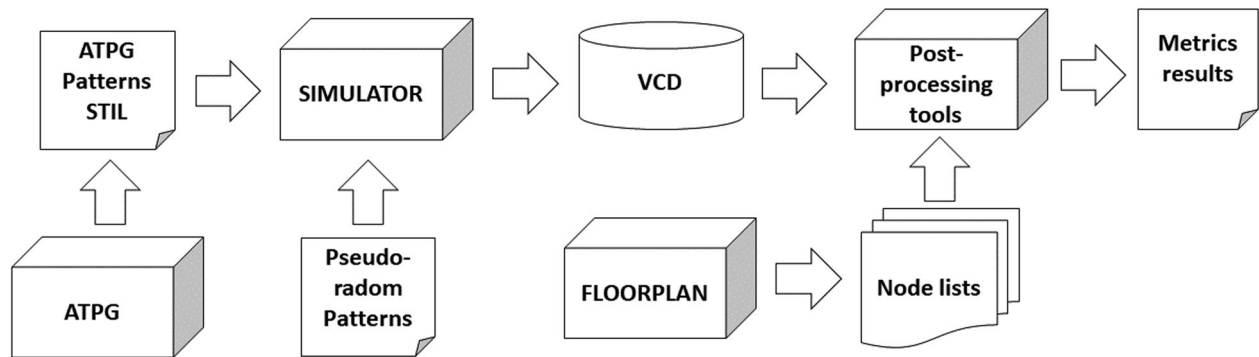 ATPG
Patterns
STIL
SIMULATOR
VCD
Post-
processing
tools
Metrics
results
ATPG
Pseudo-
radom
Patterns
FLOORPLAN
Node lists